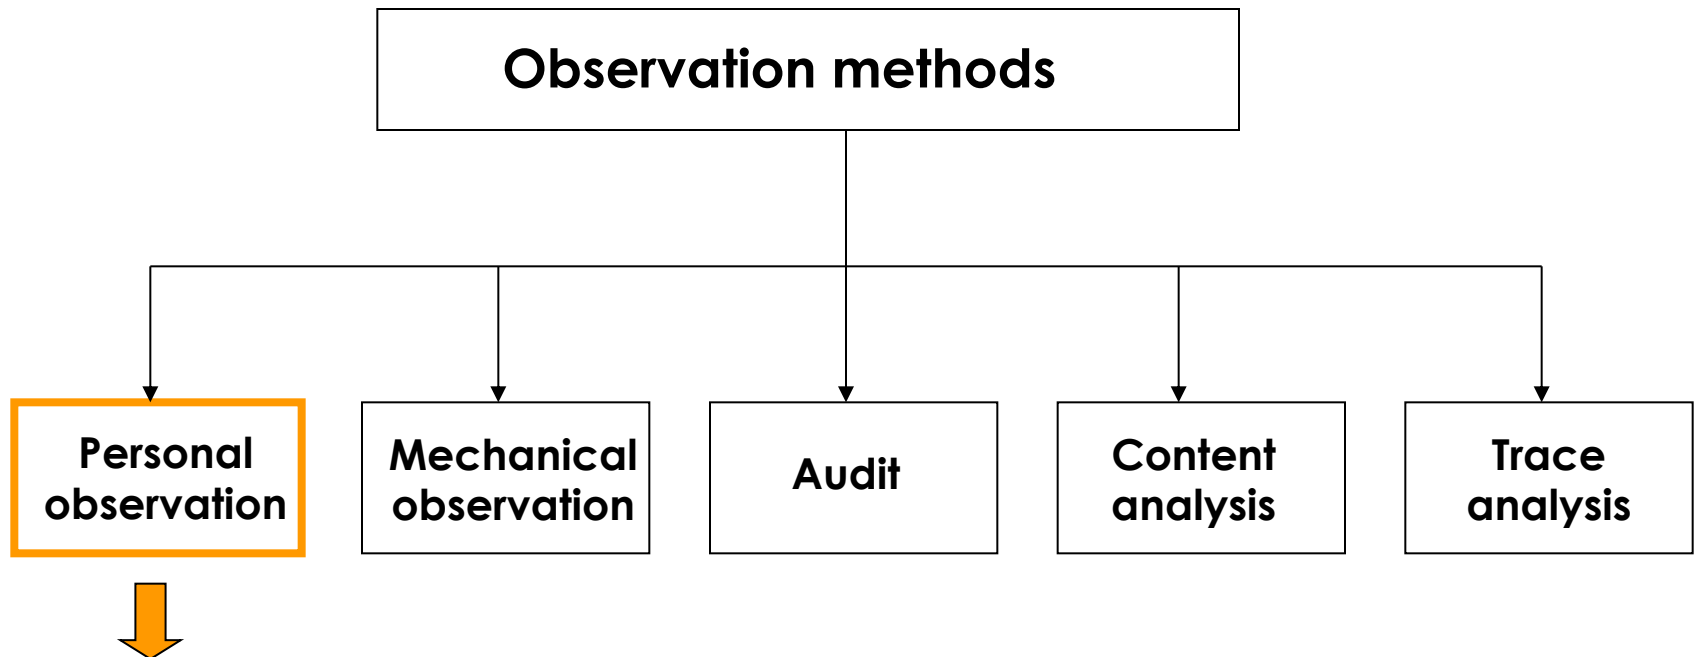 Observation methods
Personal
observation
Mechanical
observation
Audit
Content
analysis
Trace
analysis